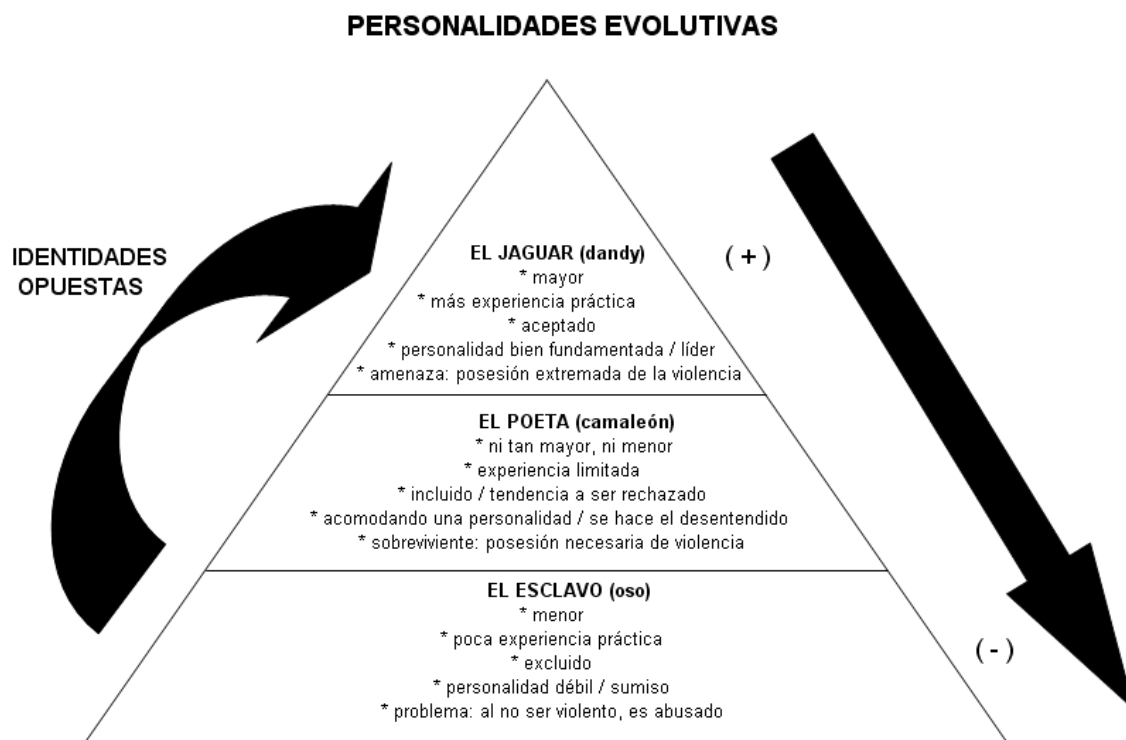 PERSONALIDADES EVOLUTIVAS
IDENTIDADES
OPUESTAS
EL JAGUAR (dandy)
* mayor
* más experiencia práctica
* aceptado
* personalidad bien fundamentada / líder
* amenaza: posesión extremada de la violencia
( + )
EL POETA (camaleón)
* ni tan mayor, ni menor
* experiencia limitada
* incluido / tendencia a ser rechazado
* acomodando una personalidad / se hace el desentendido
* sobreviviente: posesión necesaria de violencia
EL ESCLAVO (oso)
* menor
* poca experiencia práctica
* excluido
* personalidad débil / sumiso
* problema: al no ser violento, es abusado
( - )